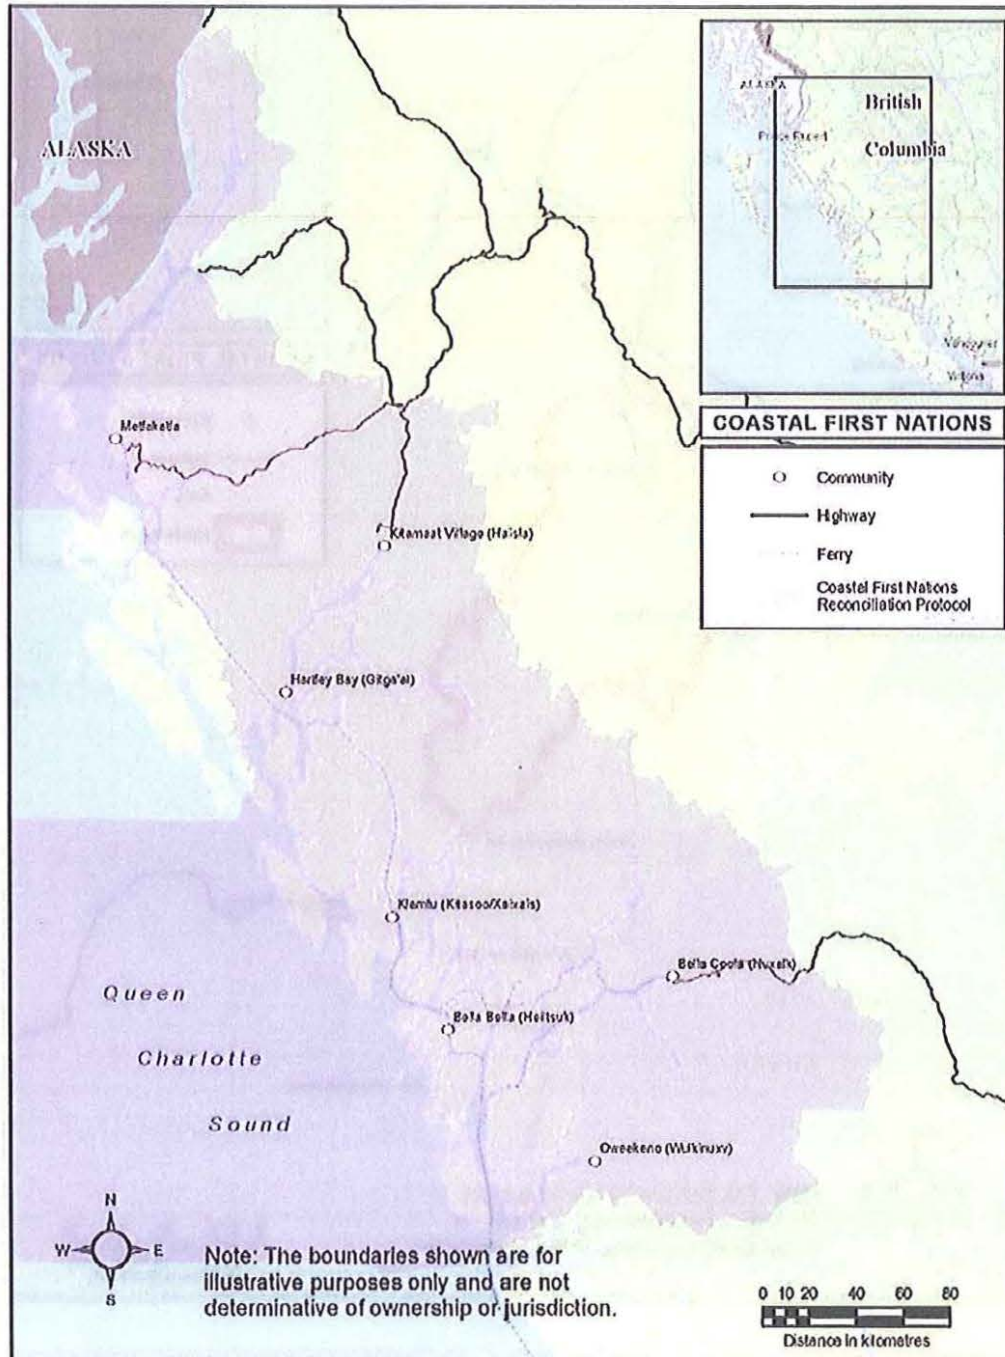 ALASKA
ALASKA
British
Columbia
Victoria
COASTAL FIRST NATIONS
Community
Highway
Ferry
Coastal First Nations
Reconciliation Protocol
Metlakatla
Kitamaat Village (Haisla)
Hartley Bay (Gitga'at)
Klemtu (Kitasoo/Xaixais)
Bella Coola (Nuxalk)
Bella Bella (Heiltsuk)
Queen
Charlotte
Sound
Oweekeno (Wuikinuxv)
N
W E
S
Note: The boundaries shown are for
illustrative purposes only and are not
determinative of ownership or jurisdiction.
0 10 20 40 60 80
Distance in kilometres